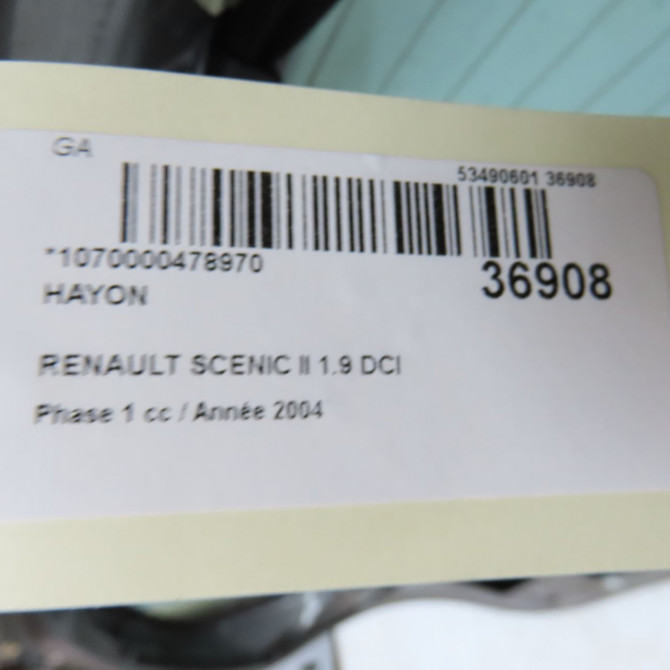 GA
53490601 36908
*1070000478970
36908
HAYON
RENAULT SCENIC II 1.9 DCI
Phase 1 cc / Année 2004